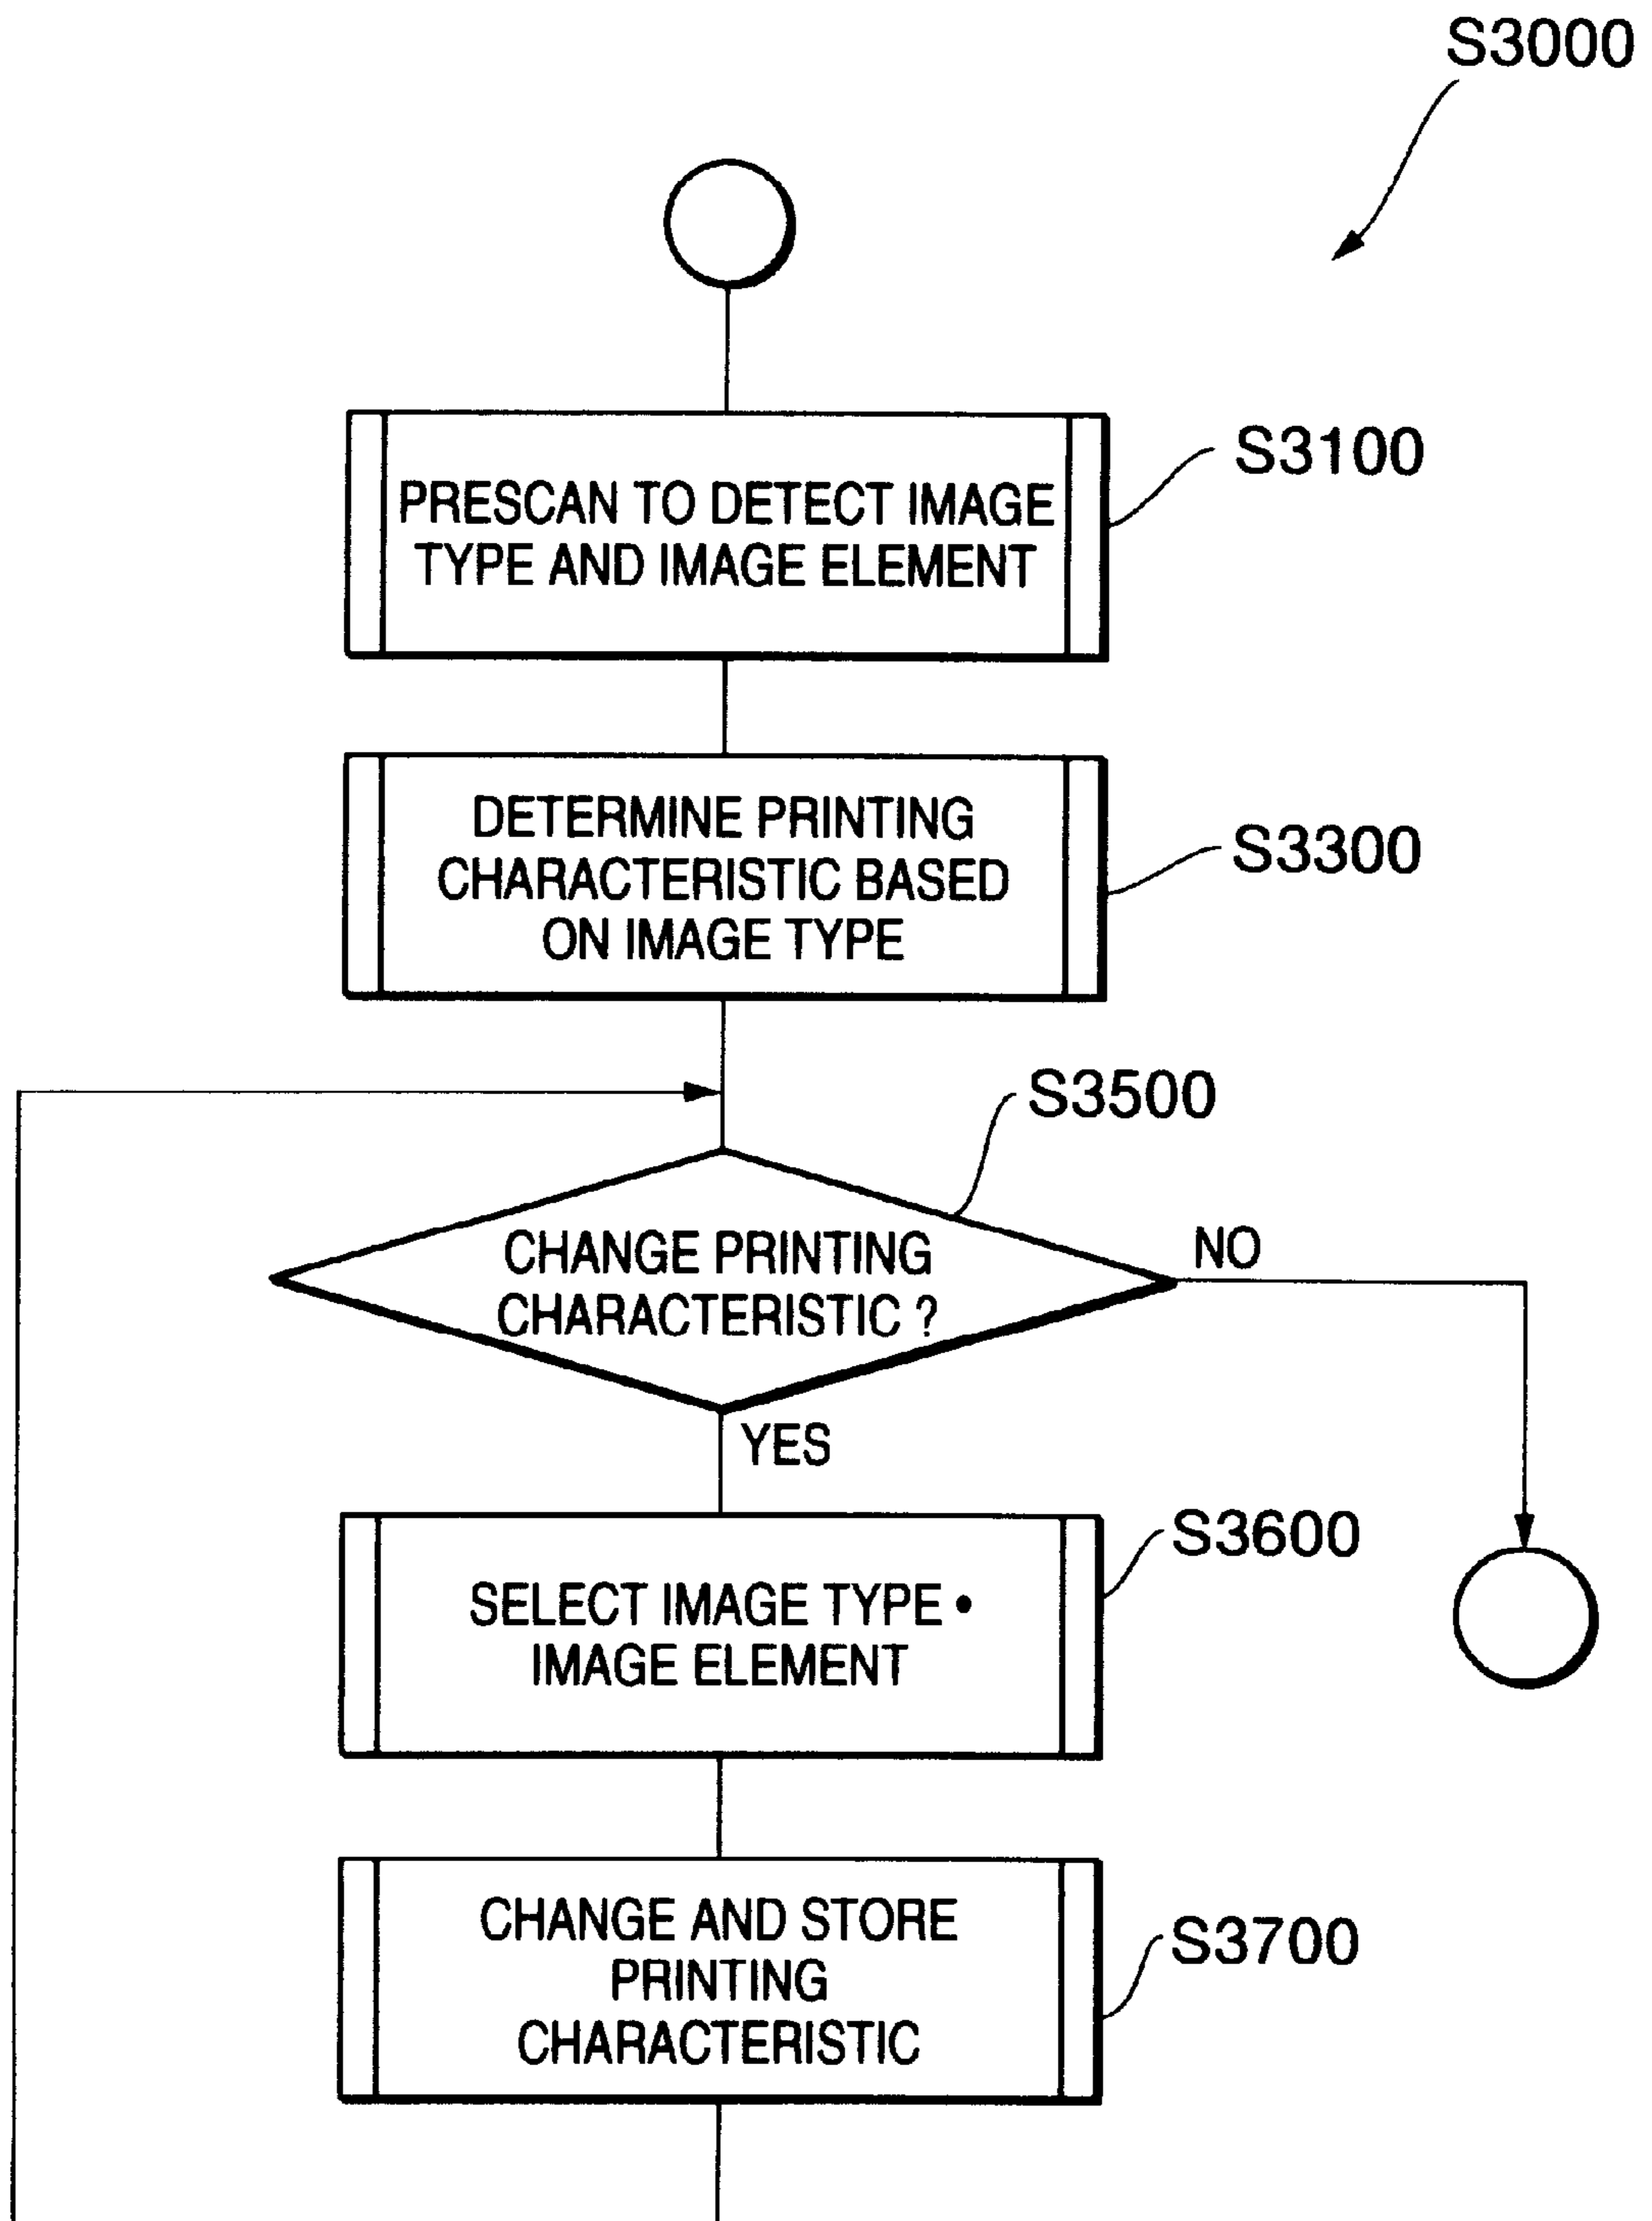 S3000
PRESCAN TO DETECT IMAGE
TYPE AND IMAGE ELEMENT
S3100
DETERMINE PRINTING
CHARACTERISTIC BASED
ON IMAGE TYPE
S3300
S3500
CHANGE PRINTING
CHARACTERISTIC ?
NO
YES
S3600
SELECT IMAGE TYPE •
IMAGE ELEMENT
CHANGE AND STORE
PRINTING
CHARACTERISTIC
S3700